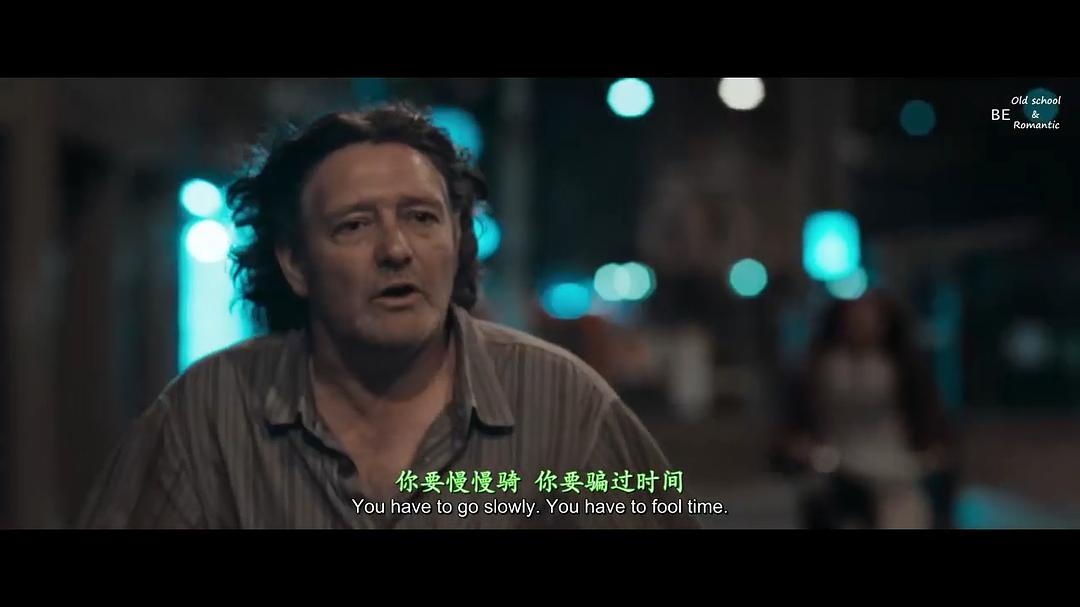 Old school
BE &
Romantic
你要慢慢骑 你要骗过时间
You have to go slowly. You have to fool time.